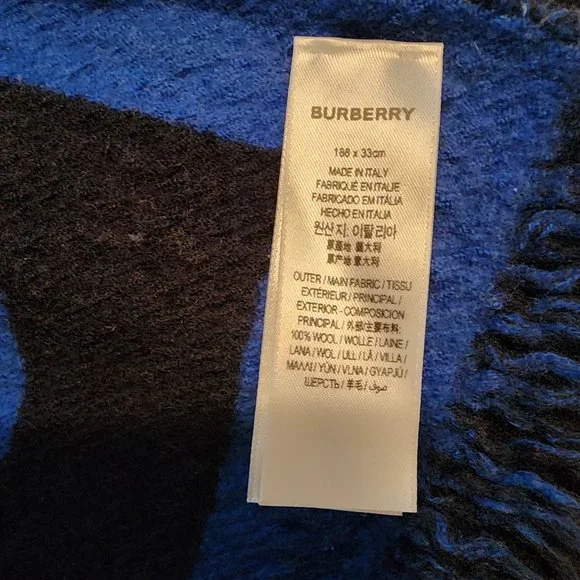 BURBERRY
186 x 33cm
MADE IN ITALY
FABRIQUÉ EN ITALIE
FABRICADO EM ITÁLIA
HECHO EN ITALIA
원산지: 이탈리아
原產地: 義大利
原产地: 意大利
OUTER / MAIN FABRIC / TISSU
EXTÉRIEUR / PRINCIPAL /
EXTERIOR - COMPOSICION
PRINCIPAL / 外部/主要布料:
100% WOOL / WOLLE / LAINE /
LANA / WOL / ULL / LÃ / VILLA /
ΜΑΛΛΙ / YÜN / VLNA / GYAPJÚ /
ШЕРСТЬ / 羊毛 / صوف /